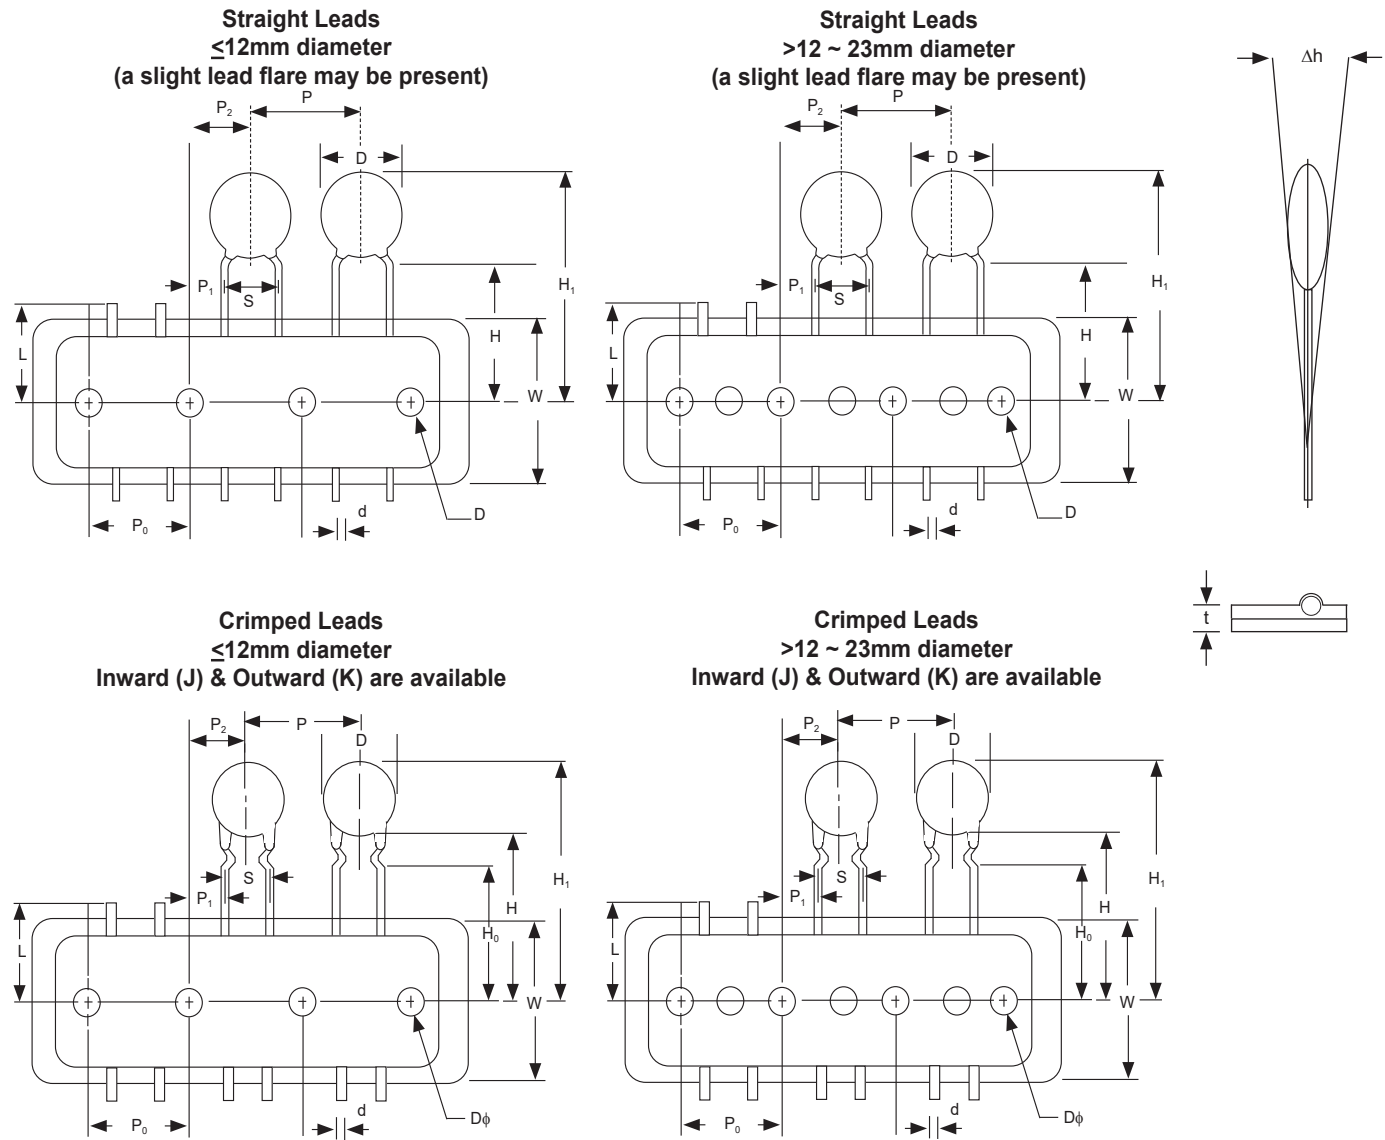 Straight Leads
≤12mm diameter
(a slight lead flare may be present)
P
P₂
D
P₁
S
H₁
H
L
W
P₀
d
D
Straight Leads
>12 ~ 23mm diameter
(a slight lead flare may be present)
P
P₂
D
P₁
S
H₁
H
L
W
P₀
d
D
Δh
t
Crimped Leads
≤12mm diameter
Inward (J) & Outward (K) are available
P₂
P
D
S
P₁
H₁
H
H₀
L
W
P₀
d
Dϕ
Crimped Leads
>12 ~ 23mm diameter
Inward (J) & Outward (K) are available
P₂
P
D
S
P₁
H₁
H
H₀
L
W
P₀
d
Dϕ